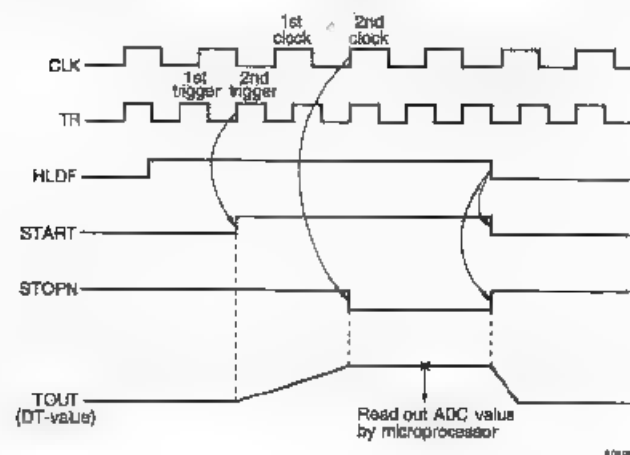 1st
clock
2nd
clock
CLK
1st
trigger
2nd
trigger
TR
HLDF
START
STOPN
TOUT
(DT-value)
Read out ADC value
by microprocessor